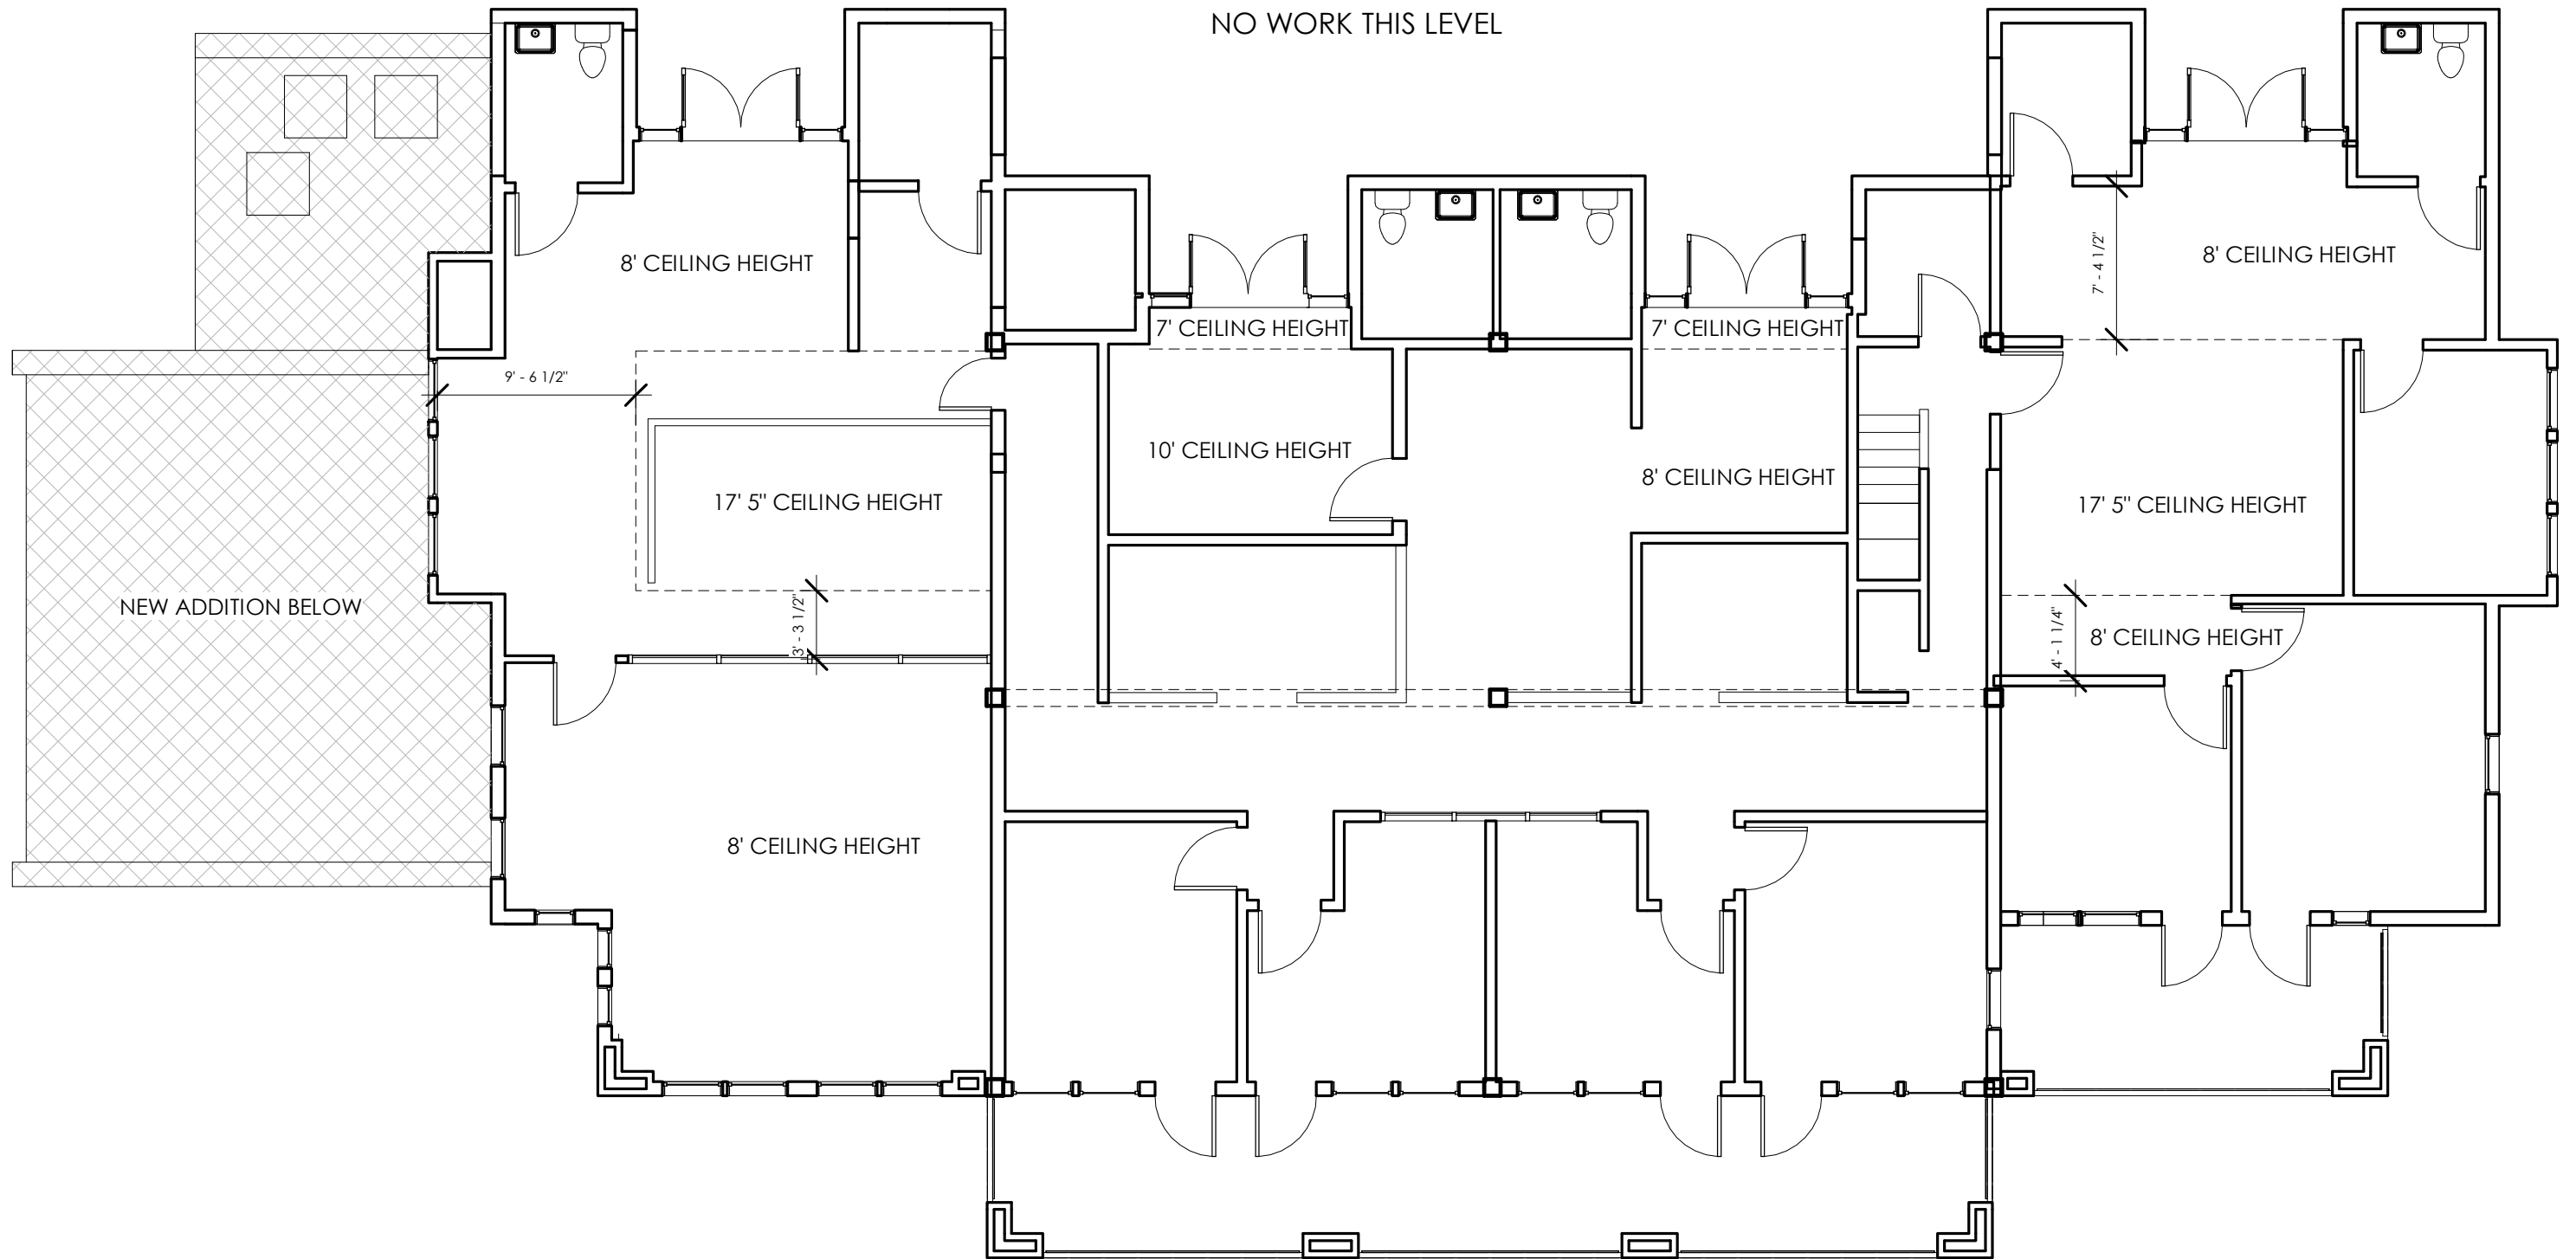 NO WORK THIS LEVEL
8' CEILING HEIGHT
8' CEILING HEIGHT
7' - 4 1/2"
7' CEILING HEIGHT
7' CEILING HEIGHT
9' - 6 1/2"
10' CEILING HEIGHT
8' CEILING HEIGHT
17' 5" CEILING HEIGHT
17' 5" CEILING HEIGHT
NEW ADDITION BELOW
3' - 3 1/2"
8' CEILING HEIGHT
4' - 1 1/4"
8' CEILING HEIGHT